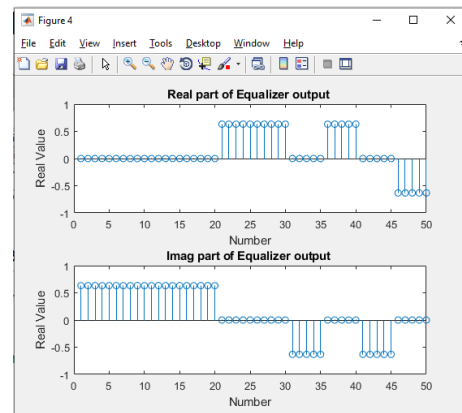 Figure 4
File Edit View Insert Tools Desktop Window Help
Real part of Equalizer output
1
0.5
0
-0.5
-1
Real Value
0 5 10 15 20 25 30 35 40 45 50
Number
Imag part of Equalizer output
1
0.5
0
-0.5
-1
Real Value
0 5 10 15 20 25 30 35 40 45 50
Number